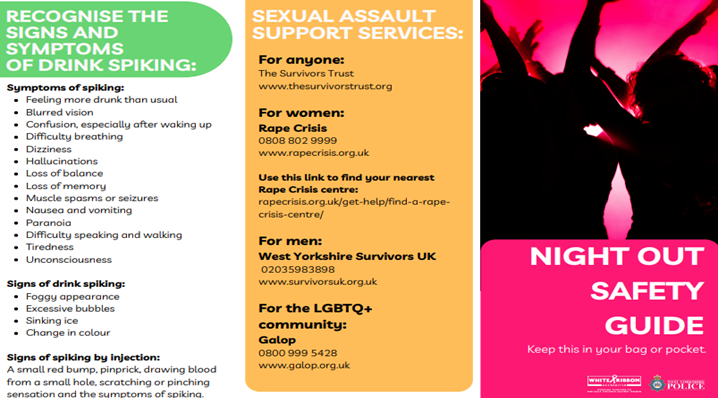 RECOGNISE THE
SIGNS AND
SYMPTOMS
OF DRINK SPIKING:
Symptoms of spiking:
• Feeling more drunk than usual
• Blurred vision
• Confusion, especially after waking up
• Difficulty breathing
• Dizziness
• Hallucinations
• Loss of balance
• Loss of memory
• Muscle spasms or seizures
• Nausea and vomiting
• Paranoia
• Difficulty speaking and walking
• Tiredness
• Unconsciousness
Signs of drink spiking:
• Foggy appearance
• Excessive bubbles
• Sinking ice
• Change in colour
Signs of spiking by injection:
A small red bump, pinprick, drawing blood
from a small hole, scratching or pinching
sensation and the symptoms of spiking.
SEXUAL ASSAULT
SUPPORT SERVICES:
For anyone:
The Survivors Trust
www.thesurvivorstrust.org
For women:
Rape Crisis
0808 802 9999
www.rapecrisis.org.uk
Use this link to find your nearest
Rape Crisis centre:
rapecrisis.org.uk/get-help/find-a-rape-
crisis-centre/
For men:
West Yorkshire Survivors UK
02035983898
www.survivorsuk.org.uk
For the LGBTQ+
community:
Galop
0800 999 5428
www.galop.org.uk
NIGHT OUT
SAFETY
GUIDE
Keep this in your bag or pocket.
WHITE RIBBON
POLICE